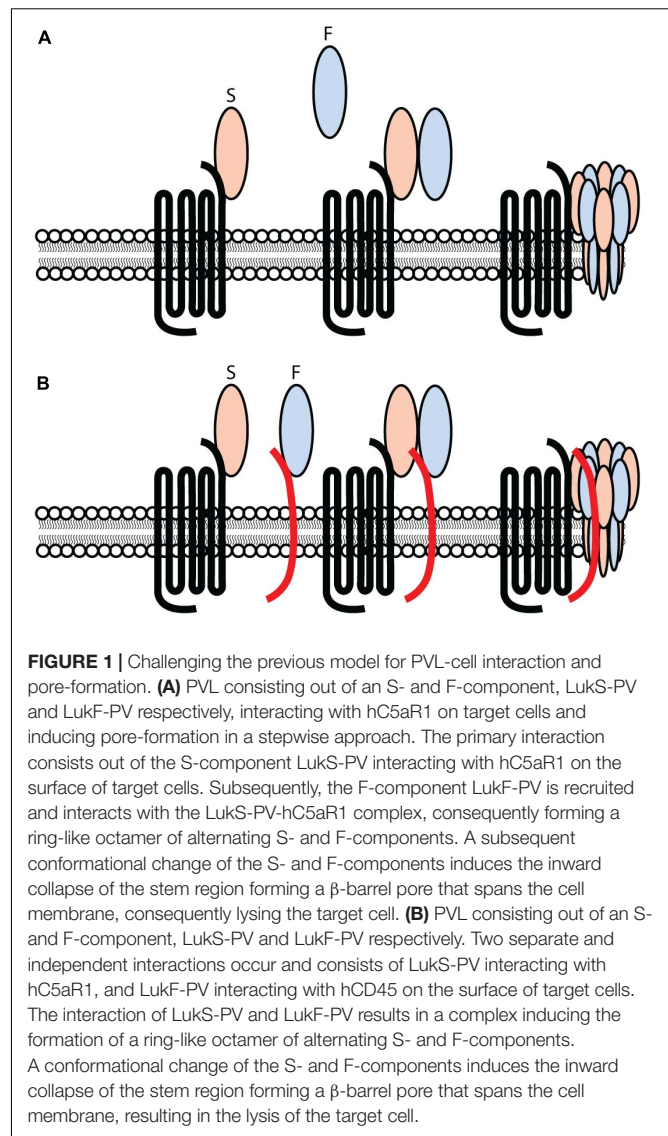 A
F
S
B
S
F
FIGURE 1 | Challenging the previous model for PVL-cell interaction and
pore-formation. (A) PVL consisting out of an S- and F-component, LukS-PV
and LukF-PV respectively, interacting with hC5aR1 on target cells and
inducing pore-formation in a stepwise approach. The primary interaction
consists out of the S-component LukS-PV interacting with hC5aR1 on the
surface of target cells. Subsequently, the F-component LukF-PV is recruited
and interacts with the LukS-PV-hC5aR1 complex, consequently forming a
ring-like octamer of alternating S- and F-components. A subsequent
conformational change of the S- and F-components induces the inward
collapse of the stem region forming a β-barrel pore that spans the cell
membrane, consequently lysing the target cell. (B) PVL consisting out of an S-
and F-component, LukS-PV and LukF-PV respectively. Two separate and
independent interactions occur and consists of LukS-PV interacting with
hC5aR1, and LukF-PV interacting with hCD45 on the surface of target cells.
The interaction of LukS-PV and LukF-PV results in a complex inducing the
formation of a ring-like octamer of alternating S- and F-components.
A conformational change of the S- and F-components induces the inward
collapse of the stem region forming a β-barrel pore that spans the cell
membrane, resulting in the lysis of the target cell.